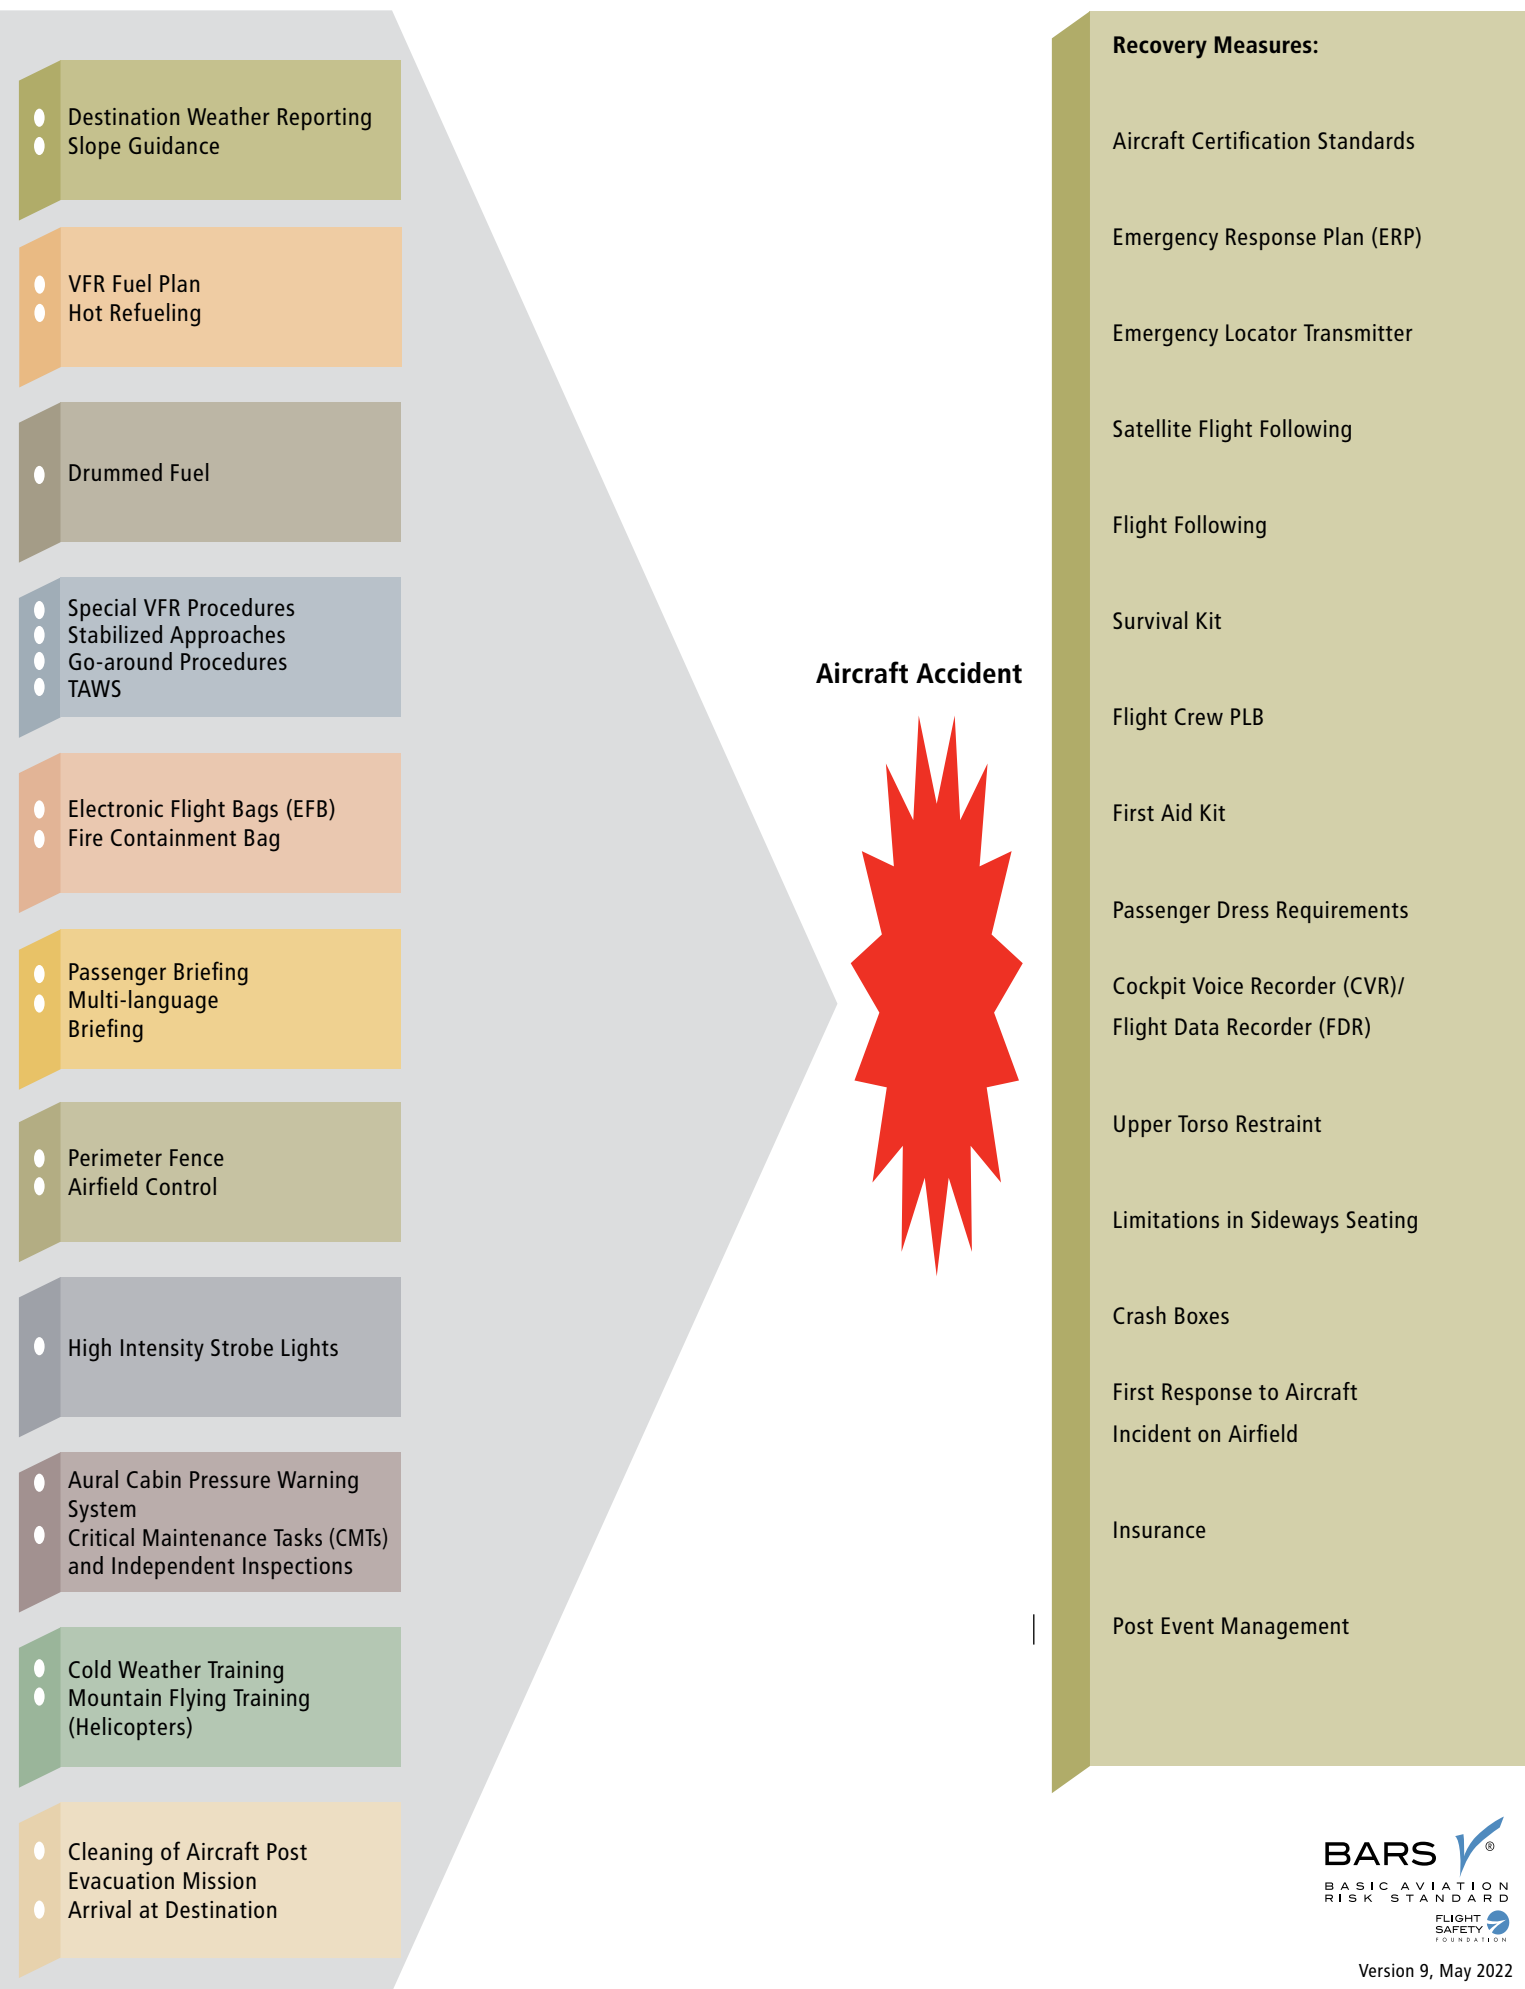 Destination Weather Reporting
Slope Guidance
VFR Fuel Plan
Hot Refueling
Drummed Fuel
Special VFR Procedures
Stabilized Approaches
Go-around Procedures
TAWS
Electronic Flight Bags (EFB)
Fire Containment Bag
Passenger Briefing
Multi-language
Briefing
Perimeter Fence
Airfield Control
High Intensity Strobe Lights
Aural Cabin Pressure Warning
System
Critical Maintenance Tasks (CMTs)
and Independent Inspections
Cold Weather Training
Mountain Flying Training
(Helicopters)
Cleaning of Aircraft Post
Evacuation Mission
Arrival at Destination
Aircraft Accident
Recovery Measures:
Aircraft Certification Standards
Emergency Response Plan (ERP)
Emergency Locator Transmitter
Satellite Flight Following
Flight Following
Survival Kit
Flight Crew PLB
First Aid Kit
Passenger Dress Requirements
Cockpit Voice Recorder (CVR)/
Flight Data Recorder (FDR)
Upper Torso Restraint
Limitations in Sideways Seating
Crash Boxes
First Response to Aircraft
Incident on Airfield
Insurance
Post Event Management
BARS ®
BASIC AVIATION
RISK STANDARD
FLIGHT
SAFETY
FOUNDATION
Version 9, May 2022